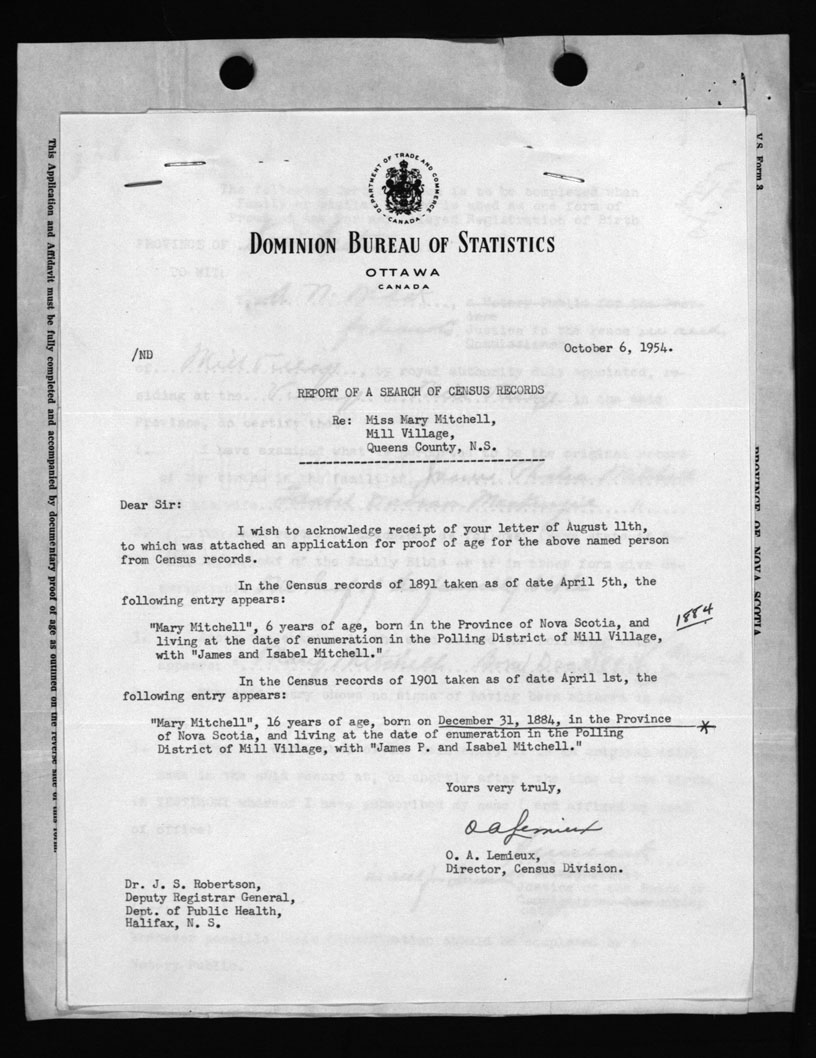 DEPARTMENT OF TRADE AND COMMERCE
CANADA
DOMINION BUREAU OF STATISTICS
OTTAWA
CANADA
/ND
October 6, 1954.
REPORT OF A SEARCH OF CENSUS RECORDS
Re: Miss Mary Mitchell,
Mill Village,
Queens County, N.S.
Dear Sir:
I wish to acknowledge receipt of your letter of August 11th,
to which was attached an application for proof of age for the above named person
from Census records.
In the Census records of 1891 taken as of date April 5th, the
following entry appears:
"Mary Mitchell", 6 years of age, born in the Province of Nova Scotia, and
living at the date of enumeration in the Polling District of Mill Village,
with "James and Isabel Mitchell."
1884
In the Census records of 1901 taken as of date April 1st, the
following entry appears:
"Mary Mitchell", 16 years of age, born on December 31, 1884, in the Province
of Nova Scotia, and living at the date of enumeration in the Polling
District of Mill Village, with "James P. and Isabel Mitchell."
Yours very truly,
O A Lemieux
O. A. Lemieux,
Director, Census Division.
Dr. J. S. Robertson,
Deputy Registrar General,
Dept. of Public Health,
Halifax, N. S.
This Application and Affidavit must be fully completed and accompanied by documentary proof of age as outlined on the reverse side of this form.
V. S. Form 3
PROVINCE OF NOVA SCOTIA